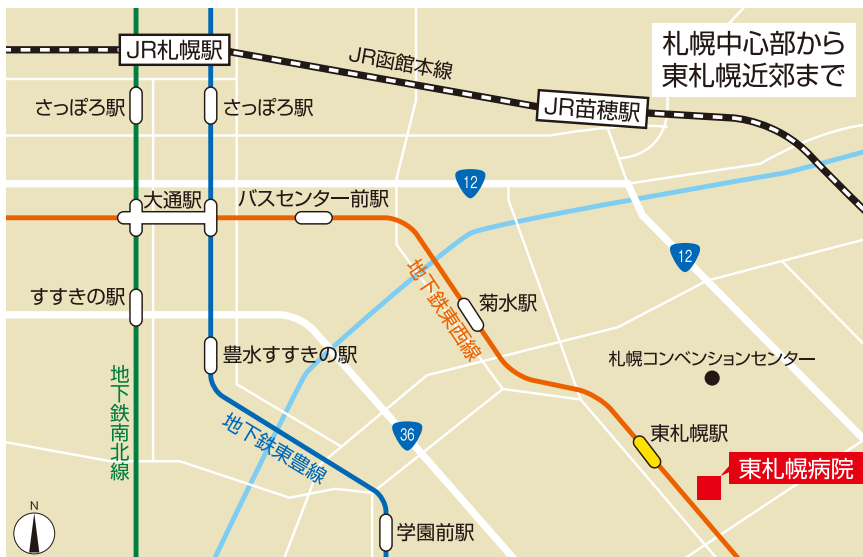 札幌中心部から
東札幌近郊まで
JR札幌駅
JR函館本線
JR苗穂駅
さっぽろ駅
さっぽろ駅
12
大通駅
バスセンター前駅
12
地下鉄東西線
菊水駅
すすきの駅
豊水すすきの駅
札幌コンベンションセンター
地下鉄南北線
地下鉄東豊線
36
東札幌駅
東札幌病院
学園前駅
N